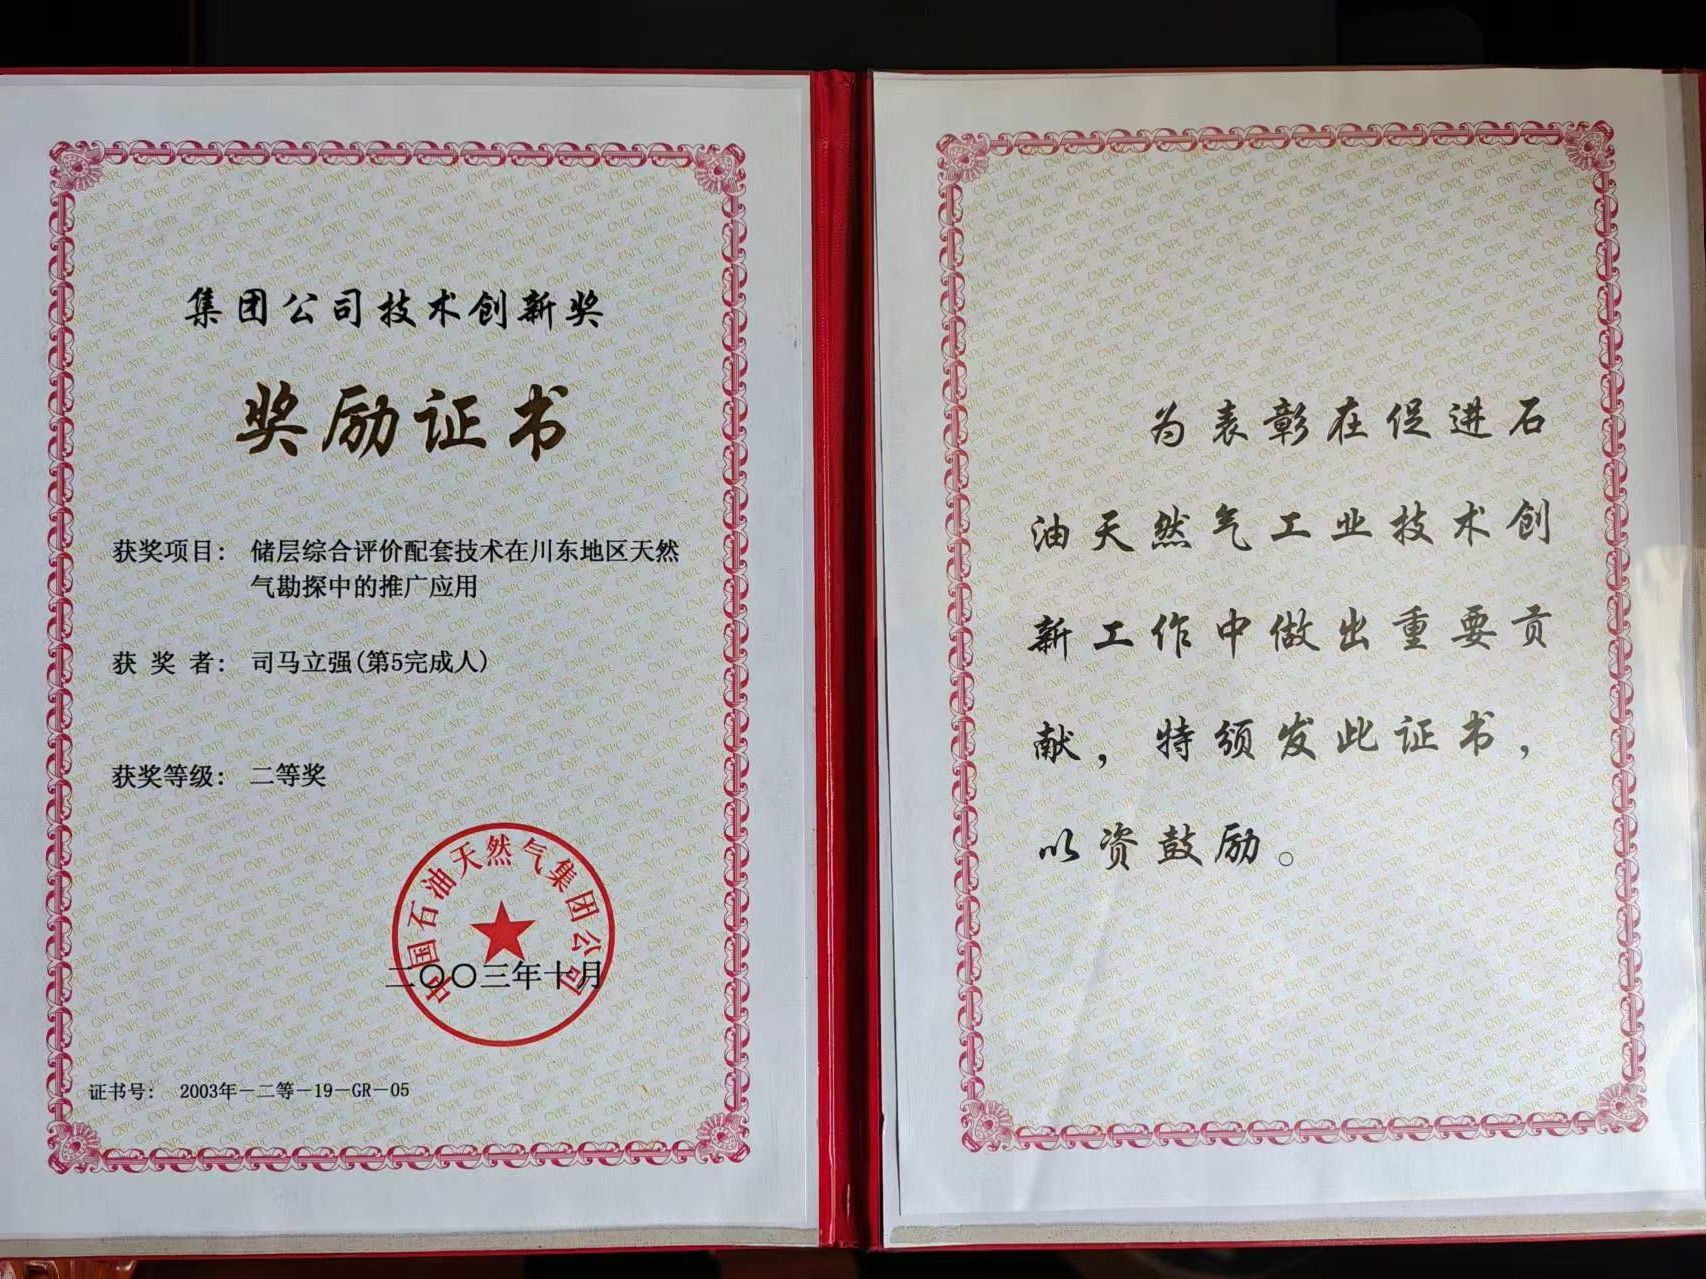 集团公司技术创新奖
奖励证书
获奖项目： 储层综合评价配套技术在川东地区天然
气勘探中的推广应用
获 奖 者： 司马立强(第5完成人)
获奖等级： 二等奖
中国石油天然气集团公司
二〇〇三年十月
证书号： 2003年－二等－19－GR－05
为表彰在促进石
油天然气工业技术创
新工作中做出重要贡
献，特颁发此证书，
以资鼓励。
CNPC